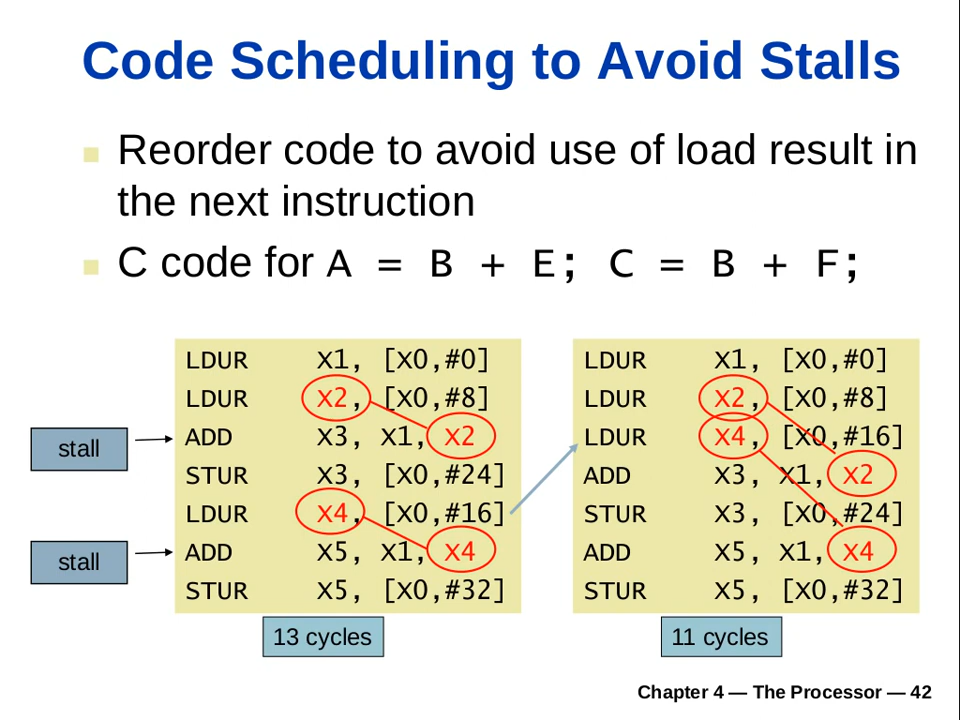 Code Scheduling to Avoid Stalls
Reorder code to avoid use of load result in
the next instruction
C code for A = B + E; C = B + F;
LDUR X1, [X0,#0]
LDUR X2, [X0,#8]
stall
ADD X3, X1, X2
STUR X3, [X0,#24]
LDUR X4, [X0,#16]
stall
ADD X5, X1, X4
STUR X5, [X0,#32]
13 cycles
LDUR X1, [X0,#0]
LDUR X2, [X0,#8]
LDUR X4, [X0,#16]
ADD X3, X1, X2
STUR X3, [X0,#24]
ADD X5, X1, X4
STUR X5, [X0,#32]
11 cycles
Chapter 4 — The Processor — 42